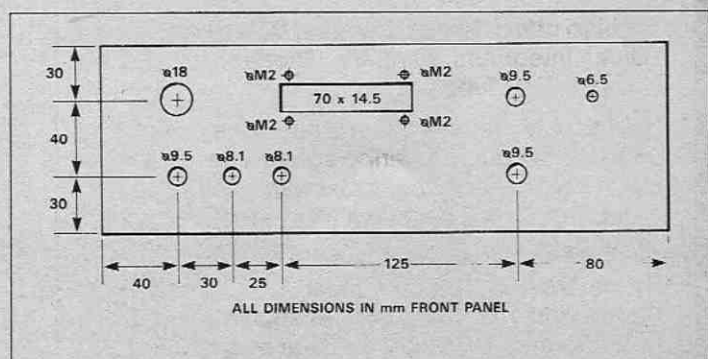 30
40
30
ø18
øM2
øM2
øM2
øM2
70 x 14.5
ø9.5
ø6.5
ø9.5
ø8.1
ø8.1
ø9.5
40
30
25
125
80
ALL DIMENSIONS IN mm FRONT PANEL